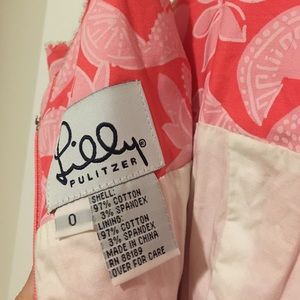 Lilly®
PULITZER
0
SHELL:
97% COTTON
3% SPANDEX
LINING:
97% COTTON
3% SPANDEX
MADE IN CHINA
RN 88189
OVER FOR CARE